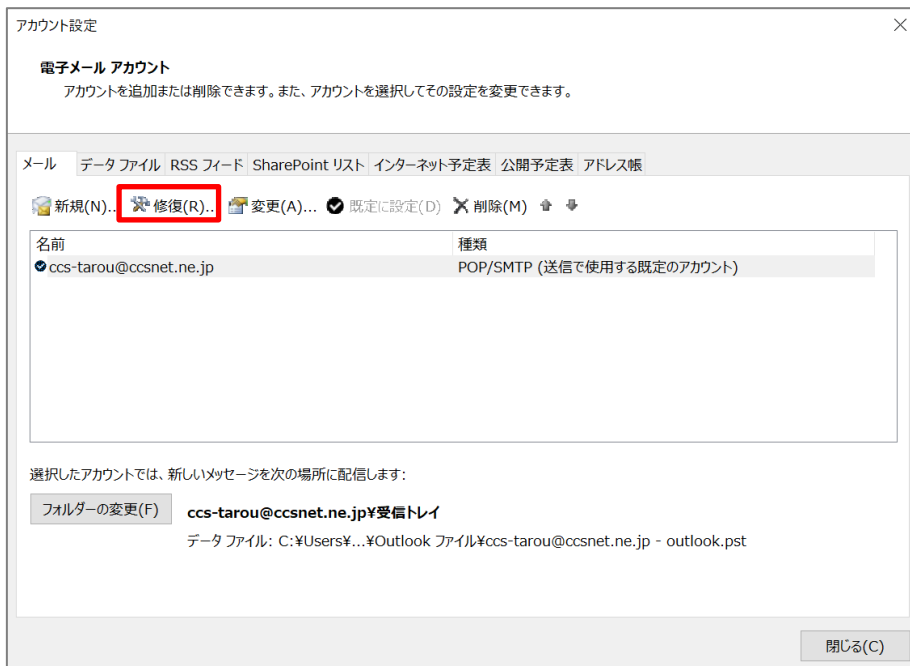 アカウント設定
電子メール アカウント
アカウントを追加または削除できます。また、アカウントを選択してその設定を変更できます。
メール データ ファイル RSS フィード SharePoint リスト インターネット予定表 公開予定表 アドレス帳
新規(N)... 修復(R)... 変更(A)... 既定に設定(D) 削除(M)
名前 種類
ccs-tarou@ccsnet.ne.jp POP/SMTP (送信で使用する既定のアカウント)
選択したアカウントでは、新しいメッセージを次の場所に配信します:
フォルダーの変更(F) ccs-tarou@ccsnet.ne.jp¥受信トレイ
データ ファイル: C:¥Users¥...¥Outlook ファイル¥ccs-tarou@ccsnet.ne.jp - outlook.pst
閉じる(C)